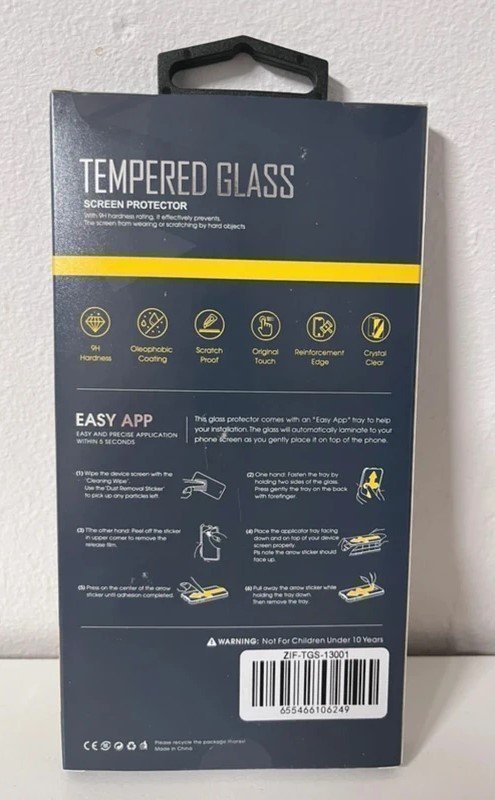 TEMPERED GLASS
SCREEN PROTECTOR
With 9H hardness rating, it effectively prevents
The screen from wearing or scratching by hard objects
9H
Hardness
Oleophobic
Coating
Scratch
Proof
Original
Touch
Reinforcement
Edge
Crystal
Clear
EASY APP
EASY AND PRECISE APPLICATION
WITHIN 5 SECONDS
This glass protector comes with an "Easy App" tray to help
your installation. The glass will automatically laminate to your
phone screen as you gently place it on top of the phone.
(1) Wipe the device screen with the
"Cleaning Wipe".
Use the "Dust Removal Sticker"
to pick up any particles left.
(2) One hand: Fasten the tray by
holding two sides of the glass.
Press gently the tray on the back
with forefinger.
(3) The other hand: Peel off the sticker
in upper corner to remove the
release film.
(4) Place the applicator tray facing
down and on top of your device
screen properly.
Pls note the arrow sticker should
face up.
(5) Press on the center of the arrow
sticker until adhesion completed.
(6) Pull away the arrow sticker while
holding the tray down.
Then remove the tray.
WARNING: Not For Children Under 10 Years
ZIF-TGS-13001
655466106249
CE
Please recycle the package thanks!
Made in China